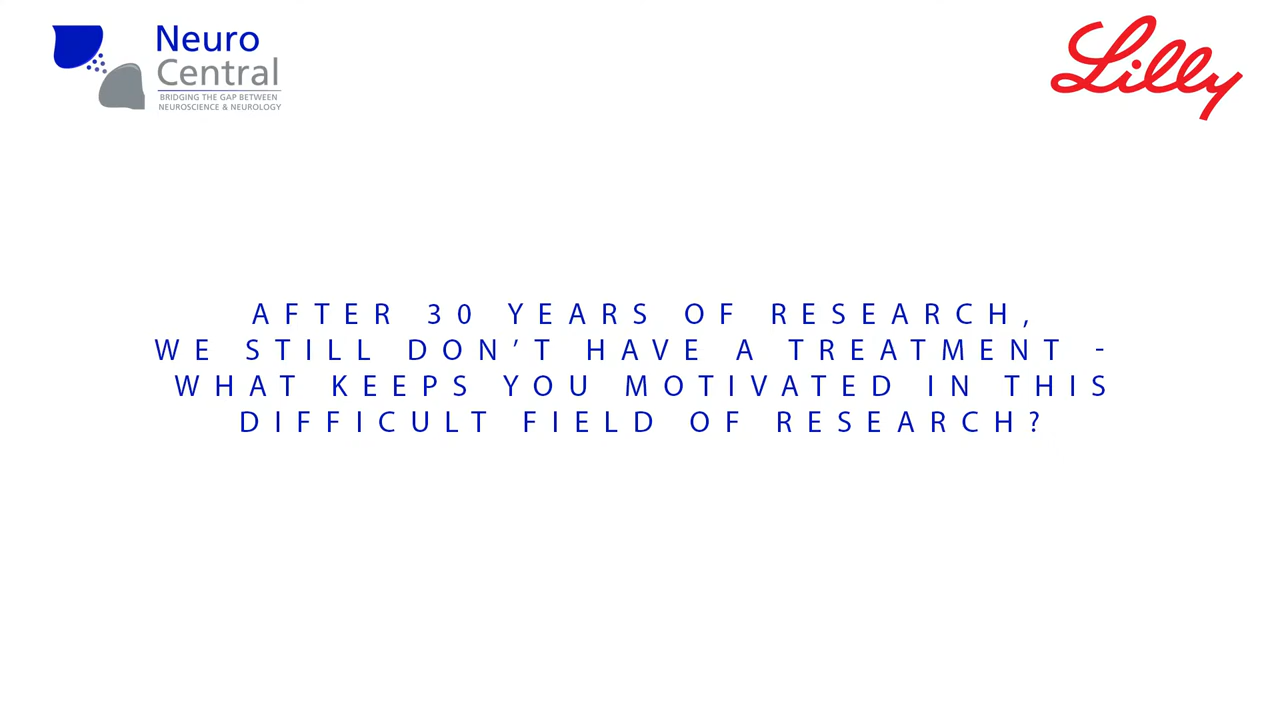 Neuro
Central
BRIDGING THE GAP BETWEEN
NEUROSCIENCE & NEUROLOGY
Lilly
AFTER 30 YEARS OF RESEARCH,
WE STILL DON’T HAVE A TREATMENT -
WHAT KEEPS YOU MOTIVATED IN THIS
DIFFICULT FIELD OF RESEARCH?